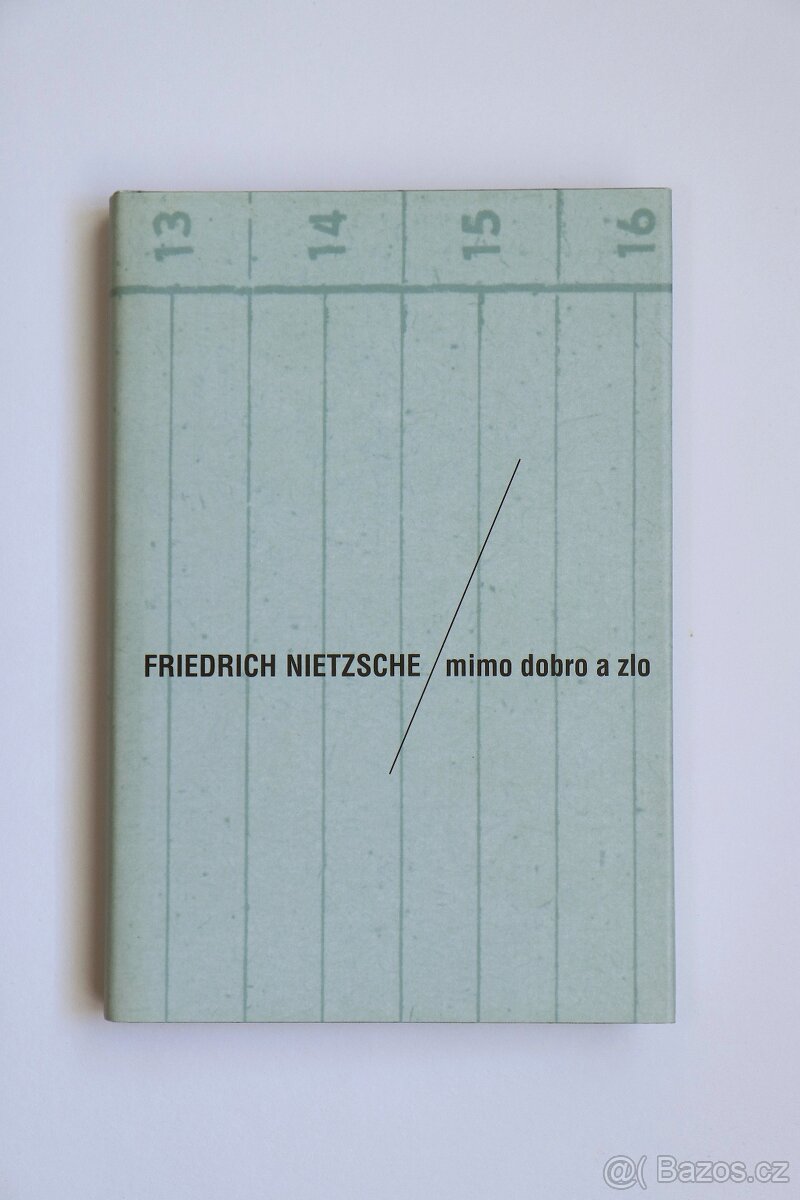 13 14 15 16
FRIEDRICH NIETZSCHE / mimo dobro a zlo
@( Bazos.cz